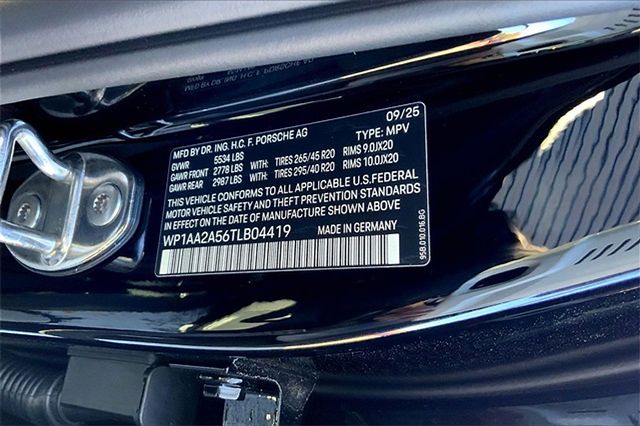 09/25
MFD BY DR. ING. H.C. F. PORSCHE AG
GVWR 5534 LBS TYPE: MPV
GAWR FRONT 2778 LBS WITH: TIRES 265/45 R20 RIMS 9.0JX20
GAWR REAR 2987 LBS WITH: TIRES 295/40 R20 RIMS 10.0JX20
THIS VEHICLE CONFORMS TO ALL APPLICABLE U.S.FEDERAL
MOTOR VEHICLE SAFETY AND THEFT PREVENTION STANDARDS
IN EFFECT ON THE DATE OF MANUFACTURE SHOWN ABOVE
WP1AA2A56TLB04419 MADE IN GERMANY
95B.010.016.BG